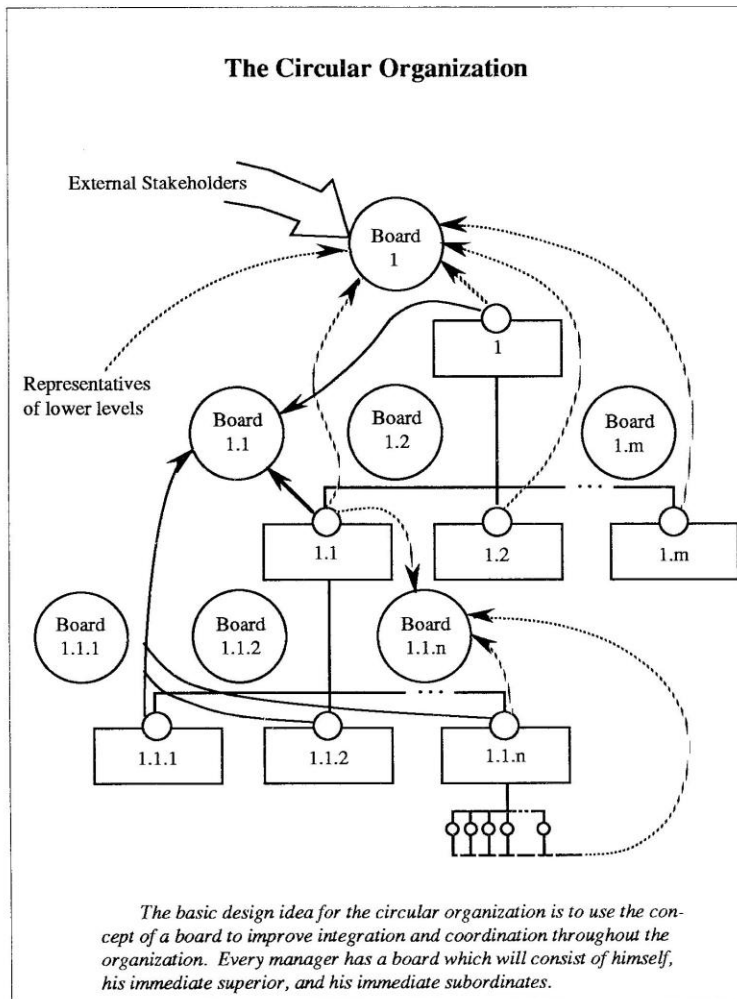 The Circular Organization
External Stakeholders
Board
1
1
Representatives
of lower levels
Board
1.1
Board
1.2
Board
1.m
1.1
1.2
1.m
Board
1.1.1
Board
1.1.2
Board
1.1.n
1.1.1
1.1.2
1.1.n
The basic design idea for the circular organization is to use the con-
cept of a board to improve integration and coordination throughout the
organization. Every manager has a board which will consist of himself,
his immediate superior, and his immediate subordinates.